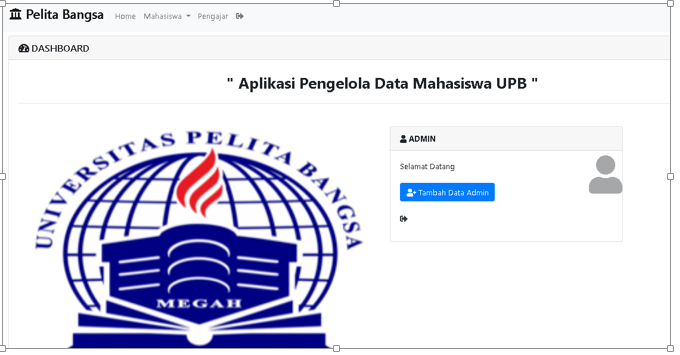 Pelita Bangsa Home Mahasiswa Pengajar
DASHBOARD
" Aplikasi Pengelola Data Mahasiswa UPB "
UNIVERSITAS PELITA BANGSA
MEGAH
ADMIN
Selamat Datang
Tambah Data Admin